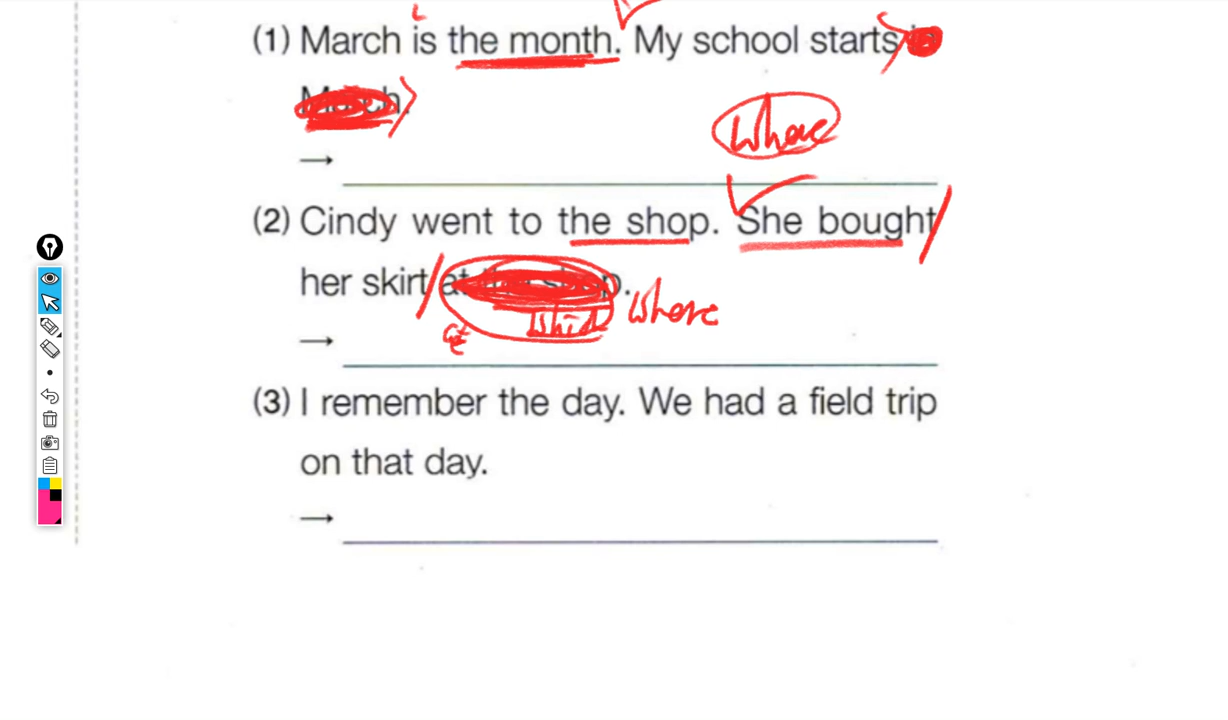 (1) March is the month. My school starts in
March.
where
→
(2) Cindy went to the shop. She bought
her skirt at the shop.
which where
at
→
(3) I remember the day. We had a field trip
on that day.
→